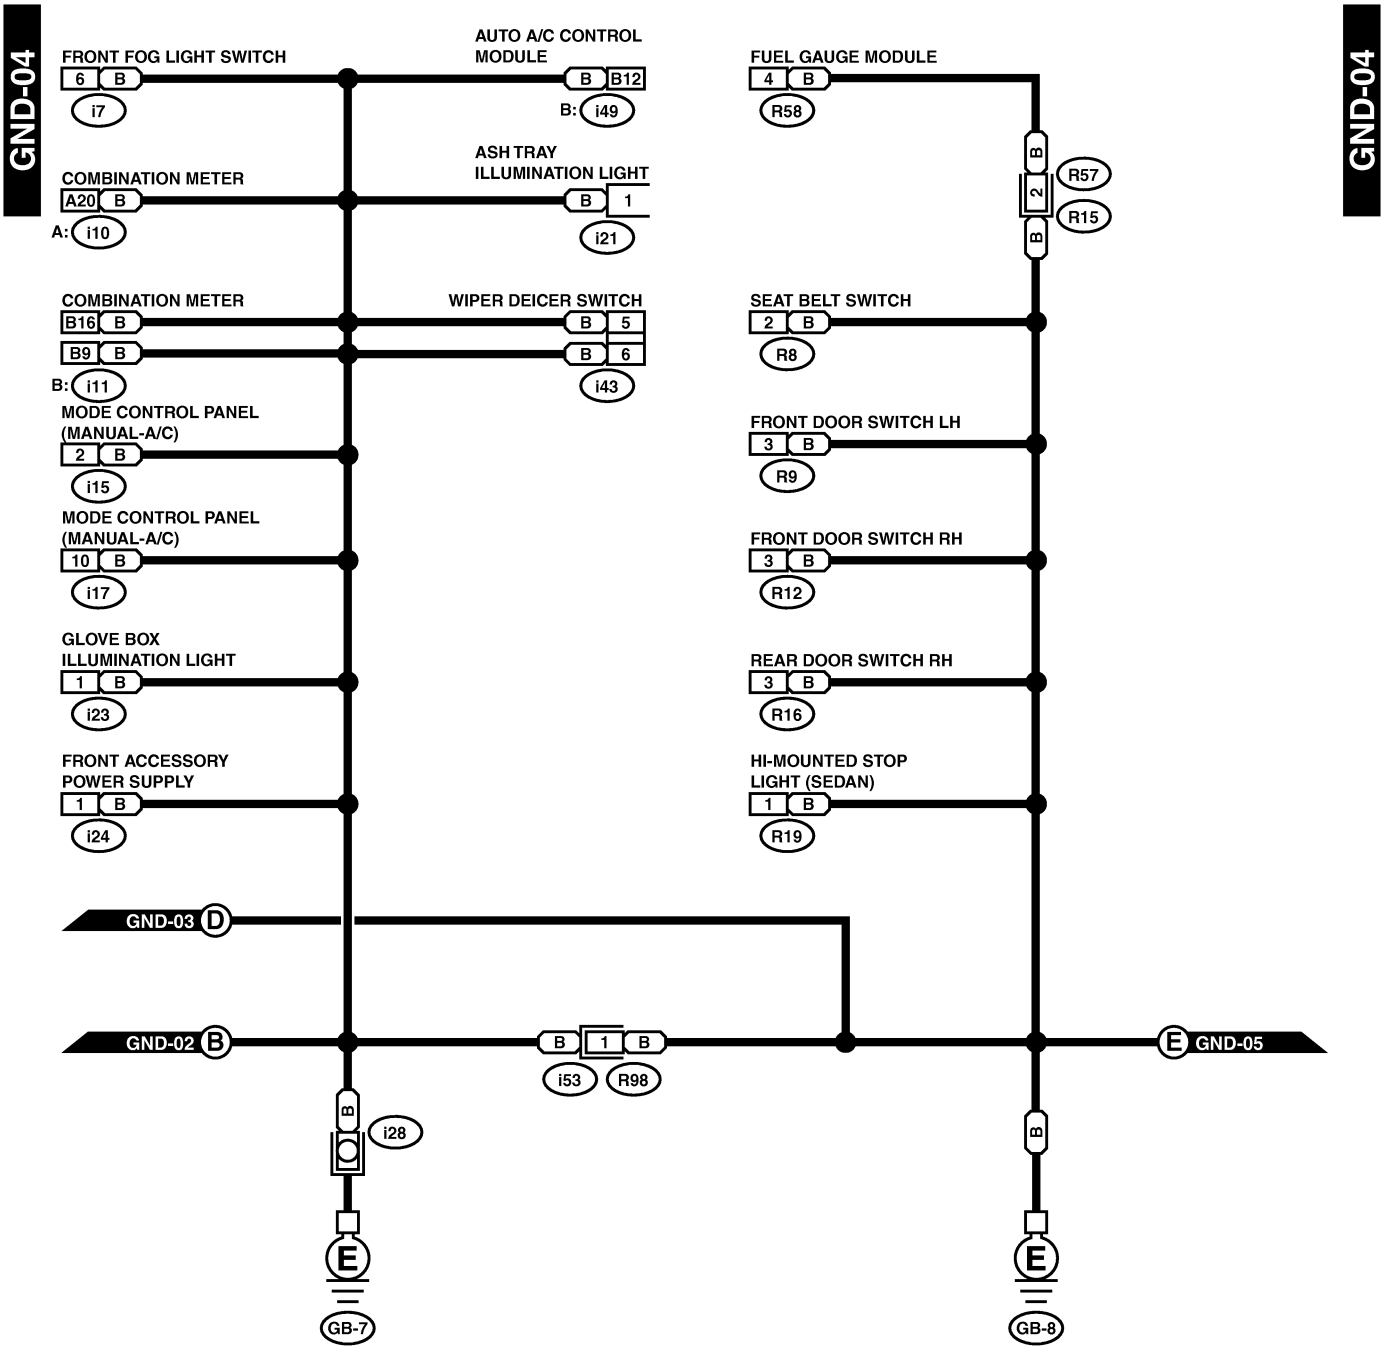 GND-04
GND-04
FRONT FOG LIGHT SWITCH
6 B
i7
AUTO A/C CONTROL
MODULE
B B12
B: i49
COMBINATION METER
A20 B
A: i10
ASH TRAY
ILLUMINATION LIGHT
B 1
i21
COMBINATION METER
B16 B
B9 B
B: i11
WIPER DEICER SWITCH
B 5
B 6
i43
MODE CONTROL PANEL
(MANUAL-A/C)
2 B
i15
MODE CONTROL PANEL
(MANUAL-A/C)
10 B
i17
GLOVE BOX
ILLUMINATION LIGHT
1 B
i23
FRONT ACCESSORY
POWER SUPPLY
1 B
i24
FUEL GAUGE MODULE
4 B
R58
B
2
B
R57
R15
SEAT BELT SWITCH
2 B
R8
FRONT DOOR SWITCH LH
3 B
R9
FRONT DOOR SWITCH RH
3 B
R12
REAR DOOR SWITCH RH
3 B
R16
HI-MOUNTED STOP
LIGHT (SEDAN)
1 B
R19
GND-03 D
GND-02 B
B 1 B
i53 R98
E GND-05
B
i28
E
GB-7
B
E
GB-8